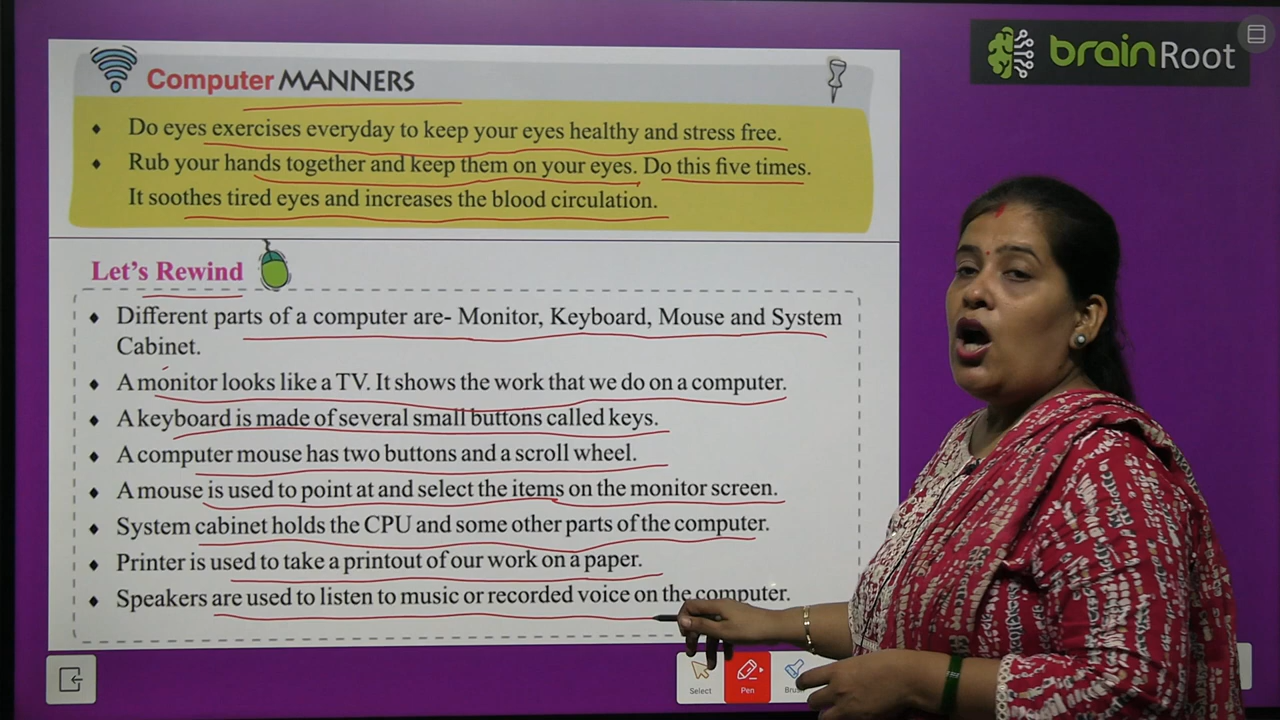 brainRoot
Computer MANNERS
Do eyes exercises everyday to keep your eyes healthy and stress free.
Rub your hands together and keep them on your eyes. Do this five times.
It soothes tired eyes and increases the blood circulation.
Let's Rewind
Different parts of a computer are- Monitor, Keyboard, Mouse and System
Cabinet.
A monitor looks like a TV. It shows the work that we do on a computer.
A keyboard is made of several small buttons called keys.
A computer mouse has two buttons and a scroll wheel.
A mouse is used to point at and select the items on the monitor screen.
System cabinet holds the CPU and some other parts of the computer.
Printer is used to take a printout of our work on a paper.
Speakers are used to listen to music or recorded voice on the computer.
Select
Pen